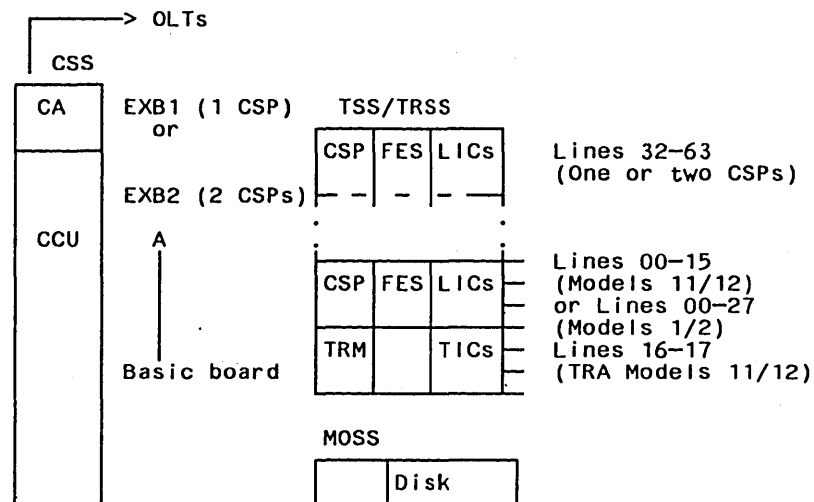 OLTs
CSS
CA EXB1 (1 CSP) TSS/TRSS
or
CSP FES LICs Lines 32-63
(One or two CSPs)
EXB2 (2 CSPs)
CCU A
Lines 00-15
CSP FES LICs (Models 11/12)
or Lines 00-27
(Models 1/2)
TRM TICs Lines 16-17
Basic board (TRA Models 11/12)
MOSS
Disk